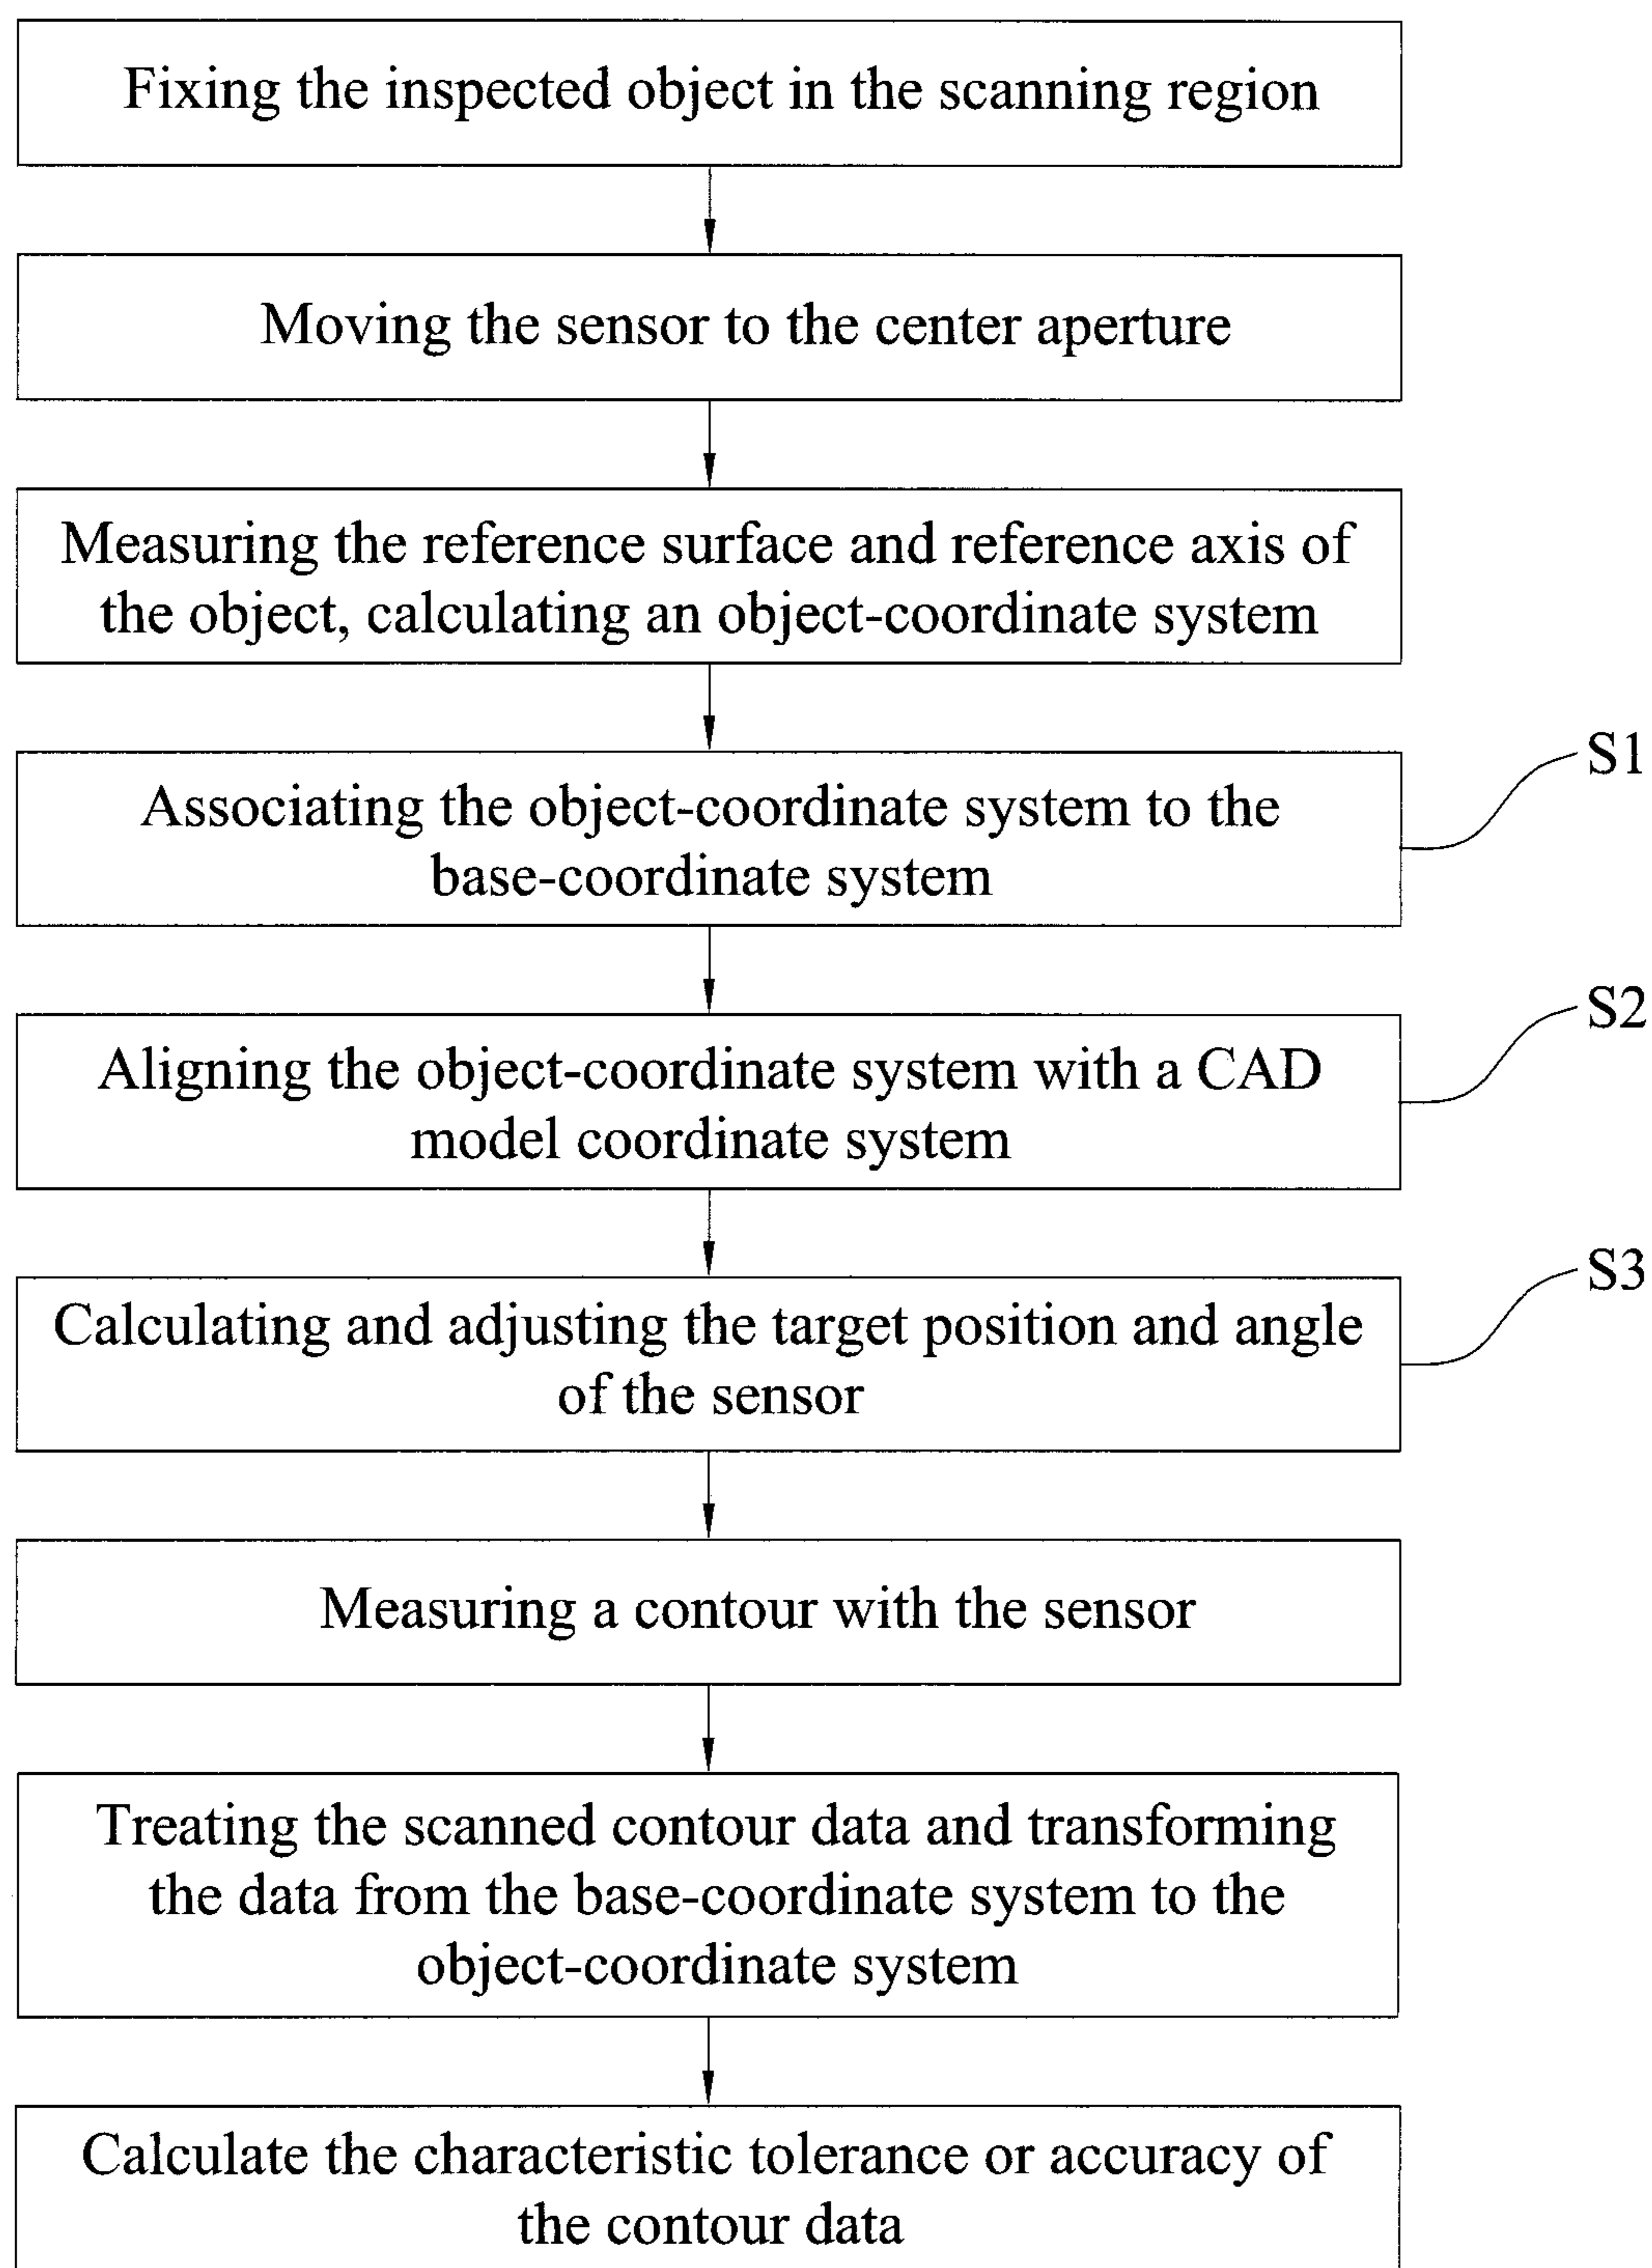 Fixing the inspected object in the scanning region
Moving the sensor to the center aperture
Measuring the reference surface and reference axis of
the object, calculating an object-coordinate system
S1
Associating the object-coordinate system to the
base-coordinate system
S2
Aligning the object-coordinate system with a CAD
model coordinate system
S3
Calculating and adjusting the target position and angle
of the sensor
Measuring a contour with the sensor
Treating the scanned contour data and transforming
the data from the base-coordinate system to the
object-coordinate system
Calculate the characteristic tolerance or accuracy of
the contour data